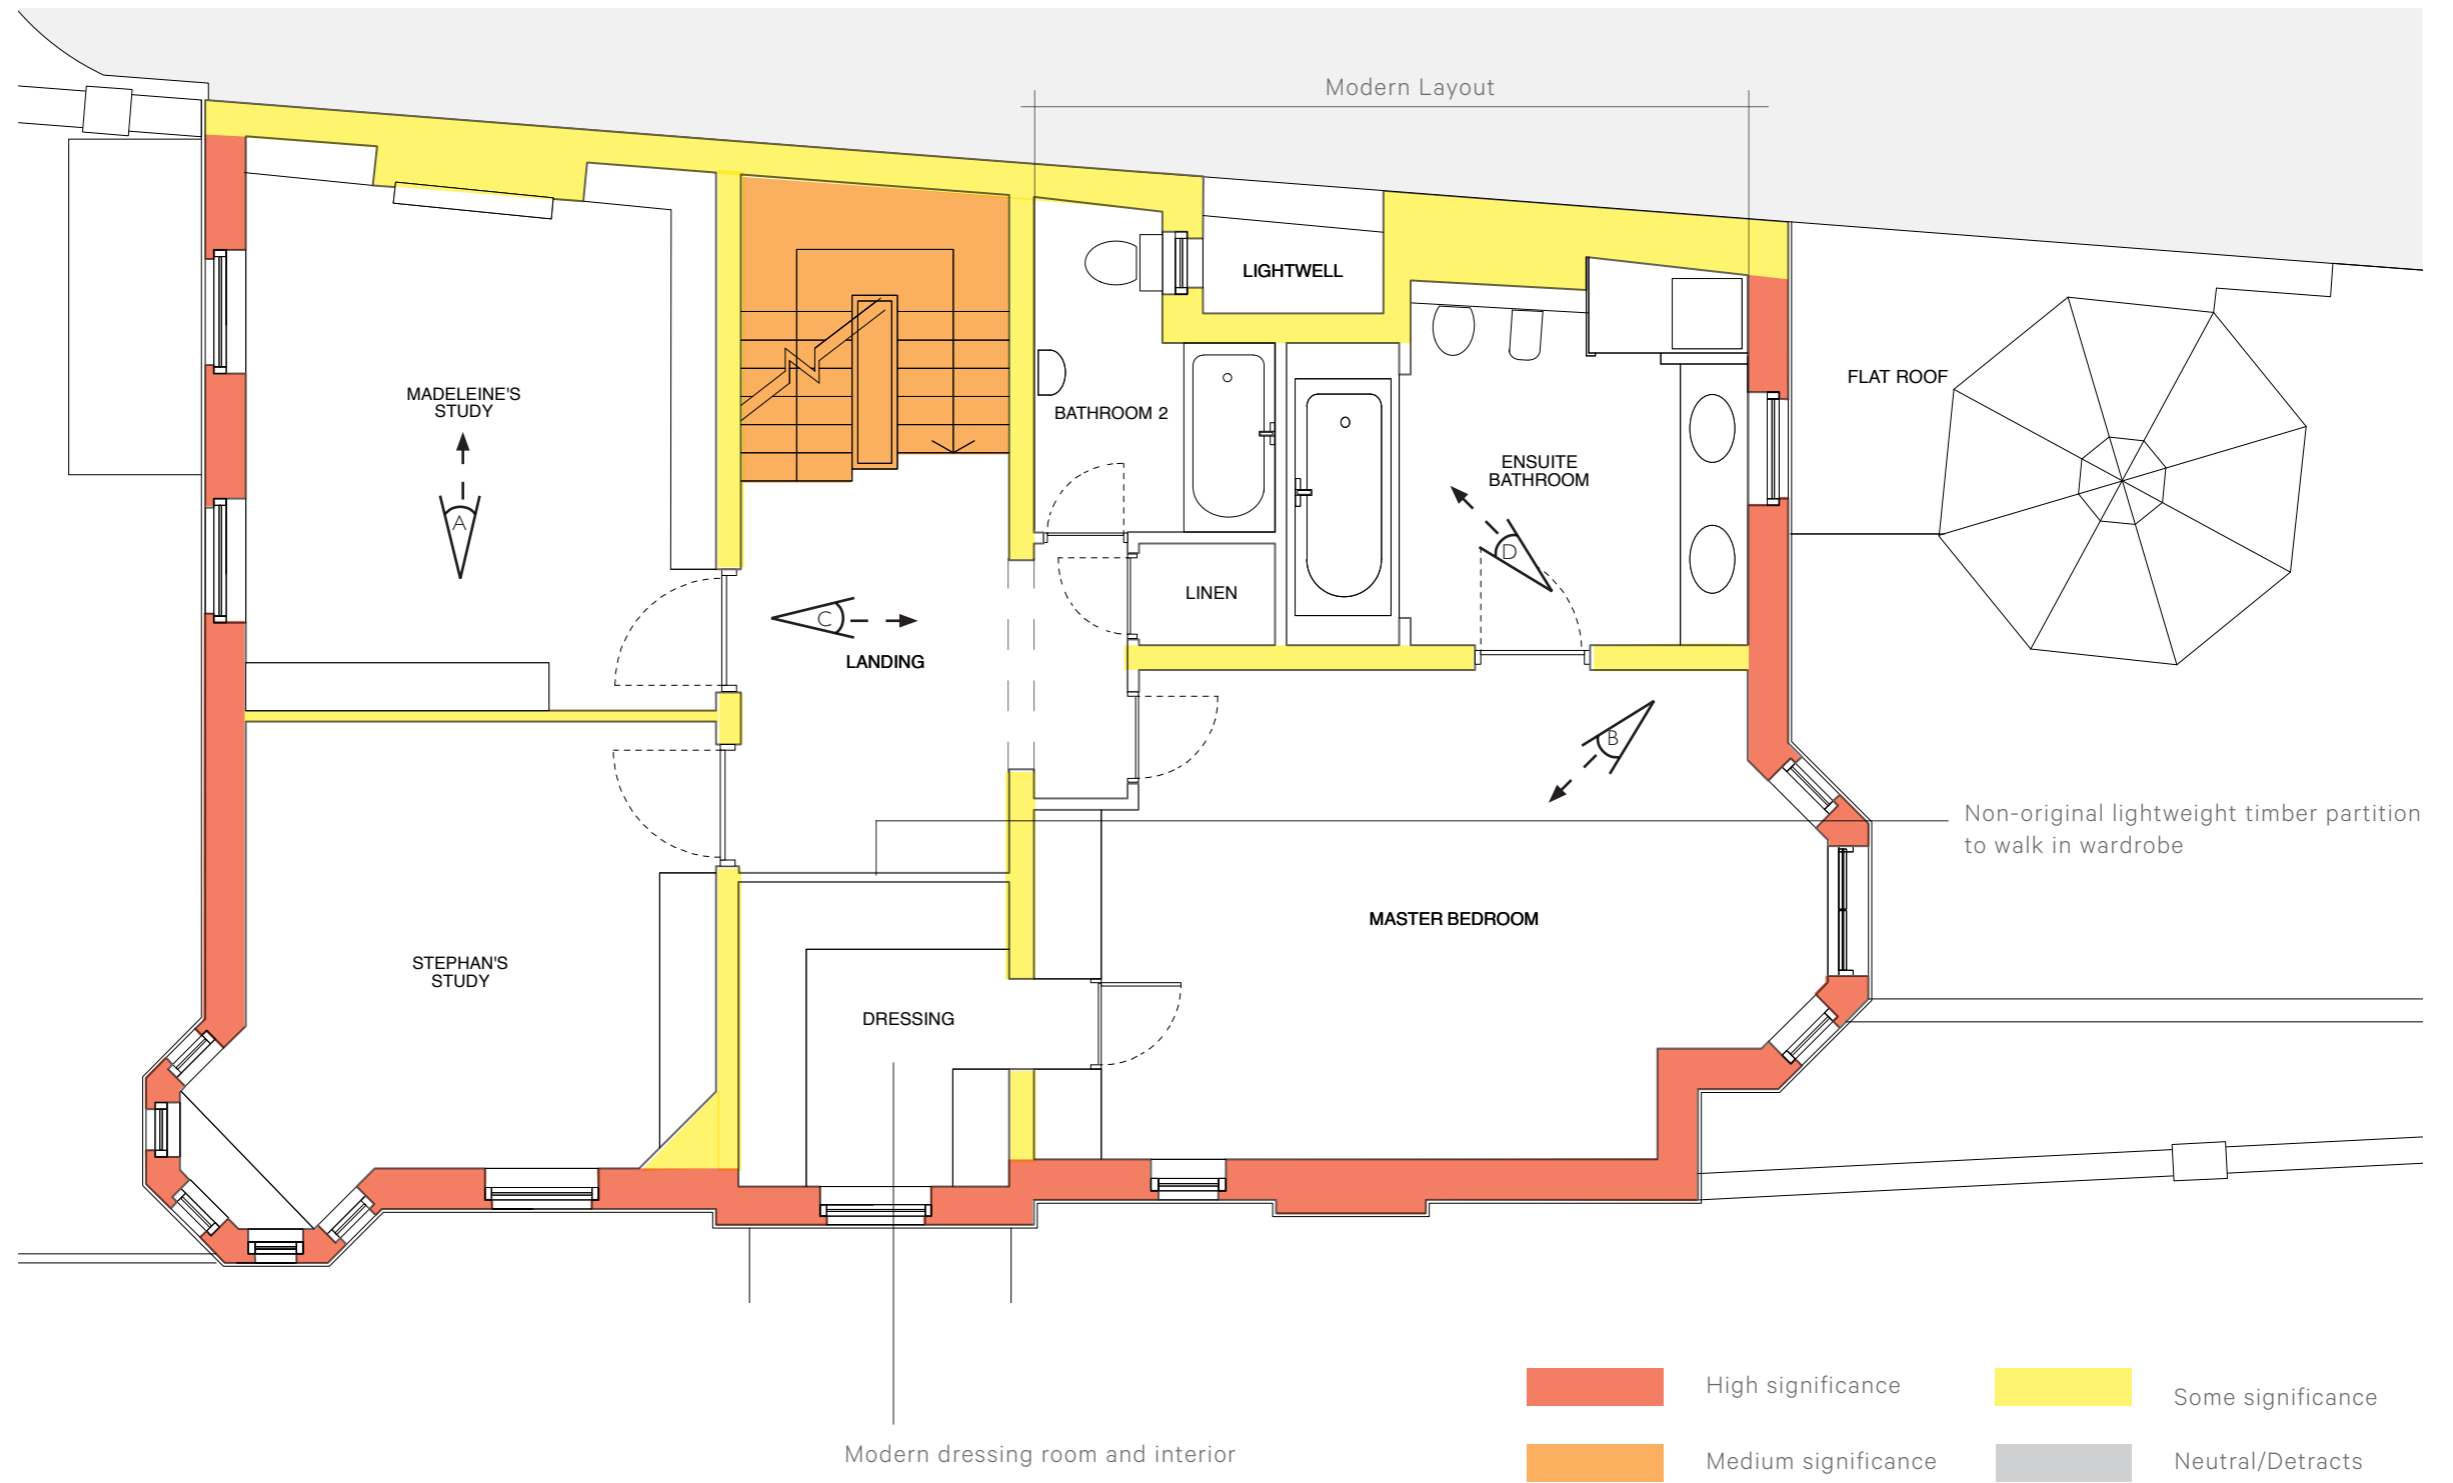 Modern Layout
LIGHTWELL
FLAT ROOF
MADELEINE'S
STUDY
BATHROOM 2
ENSUITE
BATHROOM
A
D
LINEN
C
LANDING
B
Non-original lightweight timber partition
to walk in wardrobe
MASTER BEDROOM
STEPHAN'S
STUDY
DRESSING
High significance
Some significance
Modern dressing room and interior
Medium significance
Neutral/Detracts